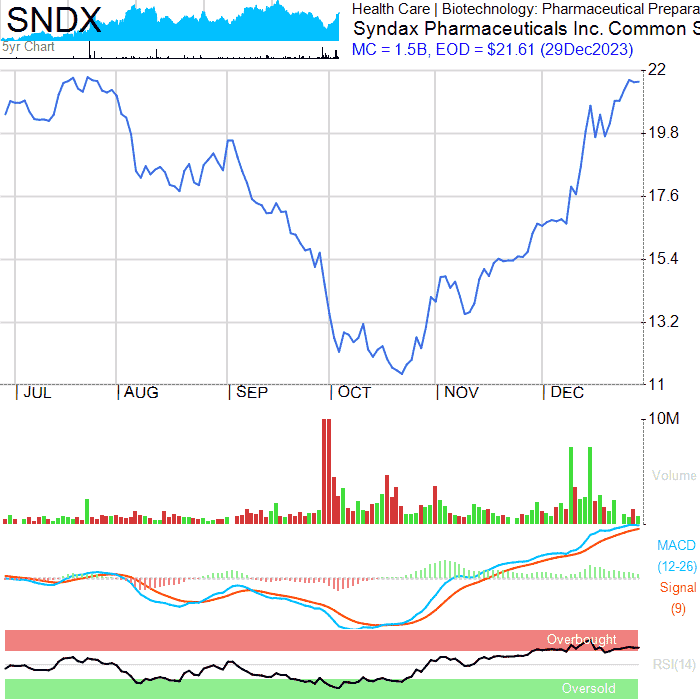 SNDX
5yr Chart
Health Care | Biotechnology: Pharmaceutical Prepara
Syndax Pharmaceuticals Inc. Common S
MC = 1.5B, EOD = $21.61 (29Dec2023)
22
19.8
17.6
15.4
13.2
11
JUL AUG SEP OCT NOV DEC
10M
Volume
MACD
(12-26)
Signal
(9)
Overbought
RSI(14)
Oversold